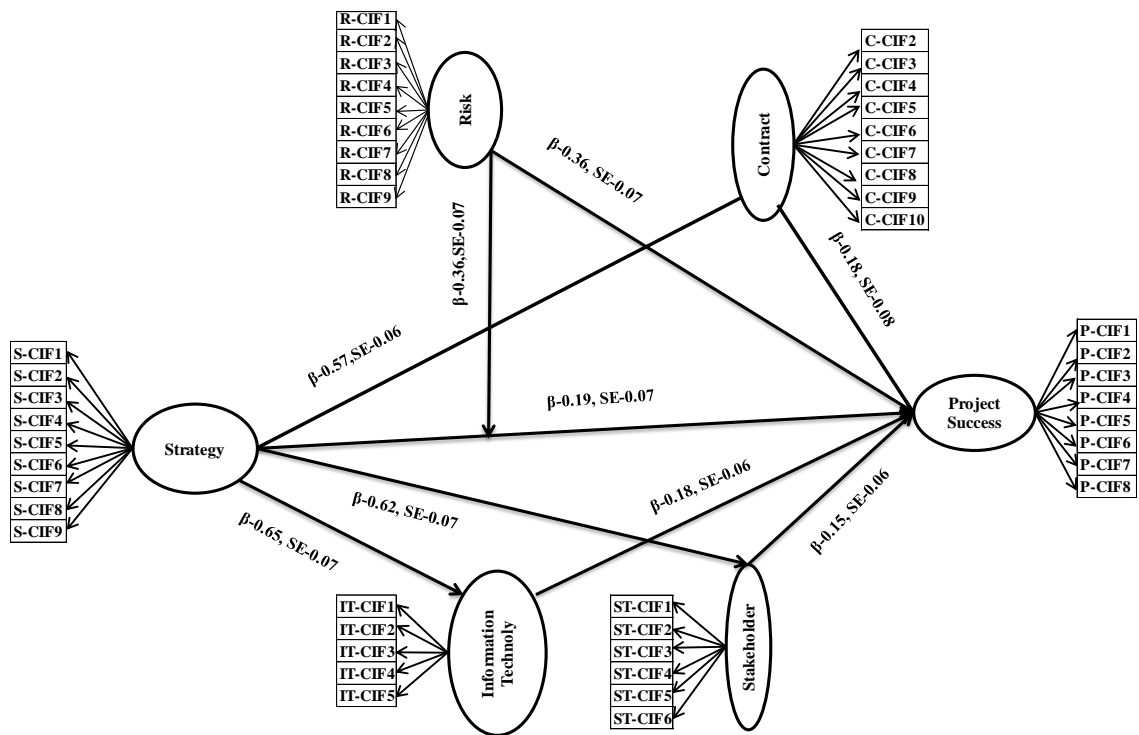 R-CIF1
R-CIF2
R-CIF3
R-CIF4
R-CIF5
R-CIF6
R-CIF7
R-CIF8
R-CIF9
Risk
Contract
C-CIF2
C-CIF3
C-CIF4
C-CIF5
C-CIF6
C-CIF7
C-CIF8
C-CIF9
C-CIF10
β-0.36, SE-0.07
β-0.36,SE-0.07
β-0.18, SE-0.08
β-0.57,SE-0.06
S-CIF1
S-CIF2
S-CIF3
S-CIF4
S-CIF5
S-CIF6
S-CIF7
S-CIF8
S-CIF9
Strategy
β-0.19, SE-0.07
Project
Success
P-CIF1
P-CIF2
P-CIF3
P-CIF4
P-CIF5
P-CIF6
P-CIF7
P-CIF8
β-0.62, SE-0.07
β-0.65, SE-0.07
β-0.18, SE-0.06
β-0.15, SE-0.06
IT-CIF1
IT-CIF2
IT-CIF3
IT-CIF4
IT-CIF5
Information
Technoly
ST-CIF1
ST-CIF2
ST-CIF3
ST-CIF4
ST-CIF5
ST-CIF6
Stakeholder